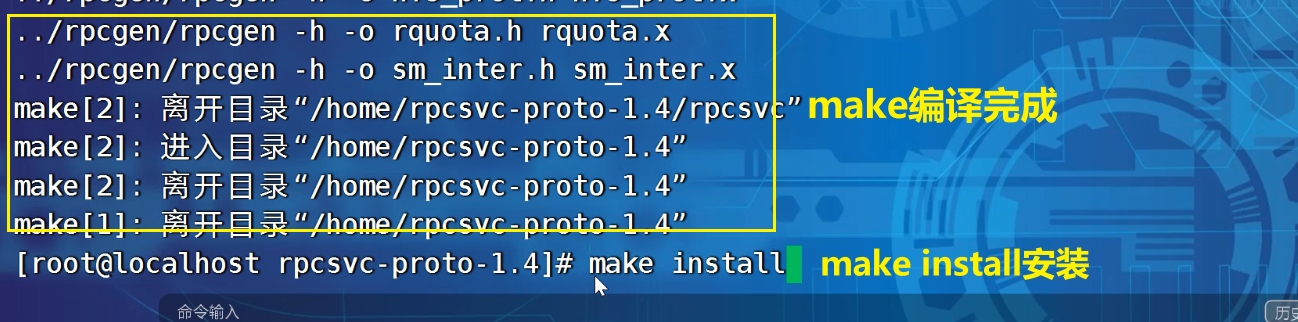 ../rpcgen/rpcgen -h -o rquota.h rquota.x
../rpcgen/rpcgen -h -o sm_inter.h sm_inter.x
make[2]: 离开目录“/home/rpcsvc-proto-1.4/rpcsvc”
make编译完成
make[2]: 进入目录“/home/rpcsvc-proto-1.4”
make[2]: 离开目录“/home/rpcsvc-proto-1.4”
make[1]: 离开目录“/home/rpcsvc-proto-1.4”
[root@localhost rpcsvc-proto-1.4]# make install
make install安装
命令输入